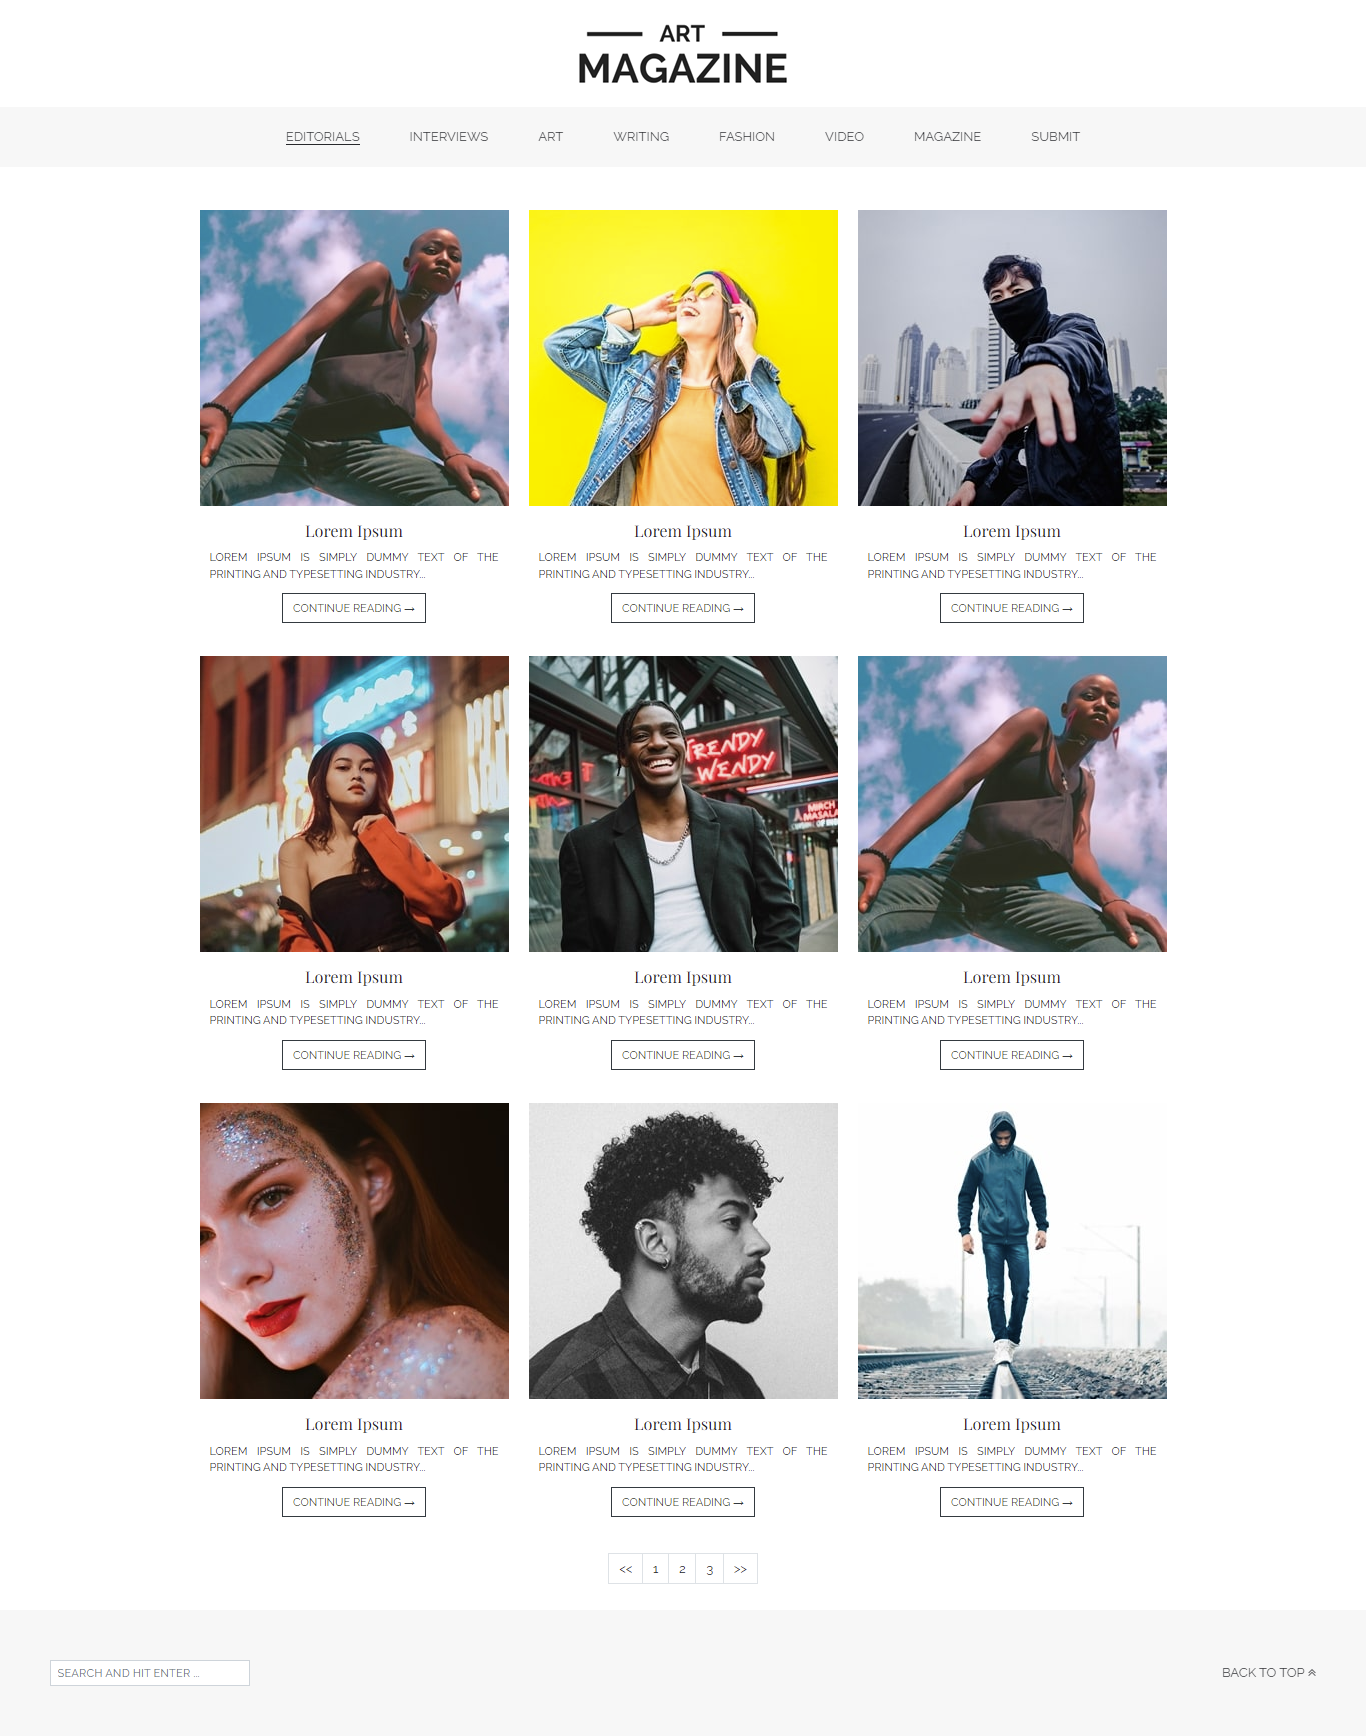 ART
MAGAZINE
EDITORIALS INTERVIEWS ART WRITING FASHION VIDEO MAGAZINE SUBMIT
Lorem Ipsum
LOREM IPSUM IS SIMPLY DUMMY TEXT OF THE
PRINTING AND TYPESETTING INDUSTRY...
CONTINUE READING →
Lorem Ipsum
LOREM IPSUM IS SIMPLY DUMMY TEXT OF THE
PRINTING AND TYPESETTING INDUSTRY...
CONTINUE READING →
Lorem Ipsum
LOREM IPSUM IS SIMPLY DUMMY TEXT OF THE
PRINTING AND TYPESETTING INDUSTRY...
CONTINUE READING →
Lorem Ipsum
LOREM IPSUM IS SIMPLY DUMMY TEXT OF THE
PRINTING AND TYPESETTING INDUSTRY...
CONTINUE READING →
TRENDY
WENDY
MIRCH
MASALA
Lorem Ipsum
LOREM IPSUM IS SIMPLY DUMMY TEXT OF THE
PRINTING AND TYPESETTING INDUSTRY...
CONTINUE READING →
Lorem Ipsum
LOREM IPSUM IS SIMPLY DUMMY TEXT OF THE
PRINTING AND TYPESETTING INDUSTRY...
CONTINUE READING →
Lorem Ipsum
LOREM IPSUM IS SIMPLY DUMMY TEXT OF THE
PRINTING AND TYPESETTING INDUSTRY...
CONTINUE READING →
Lorem Ipsum
LOREM IPSUM IS SIMPLY DUMMY TEXT OF THE
PRINTING AND TYPESETTING INDUSTRY...
CONTINUE READING →
Lorem Ipsum
LOREM IPSUM IS SIMPLY DUMMY TEXT OF THE
PRINTING AND TYPESETTING INDUSTRY...
CONTINUE READING →
<< 1 2 3 >>
SEARCH AND HIT ENTER ...
BACK TO TOP